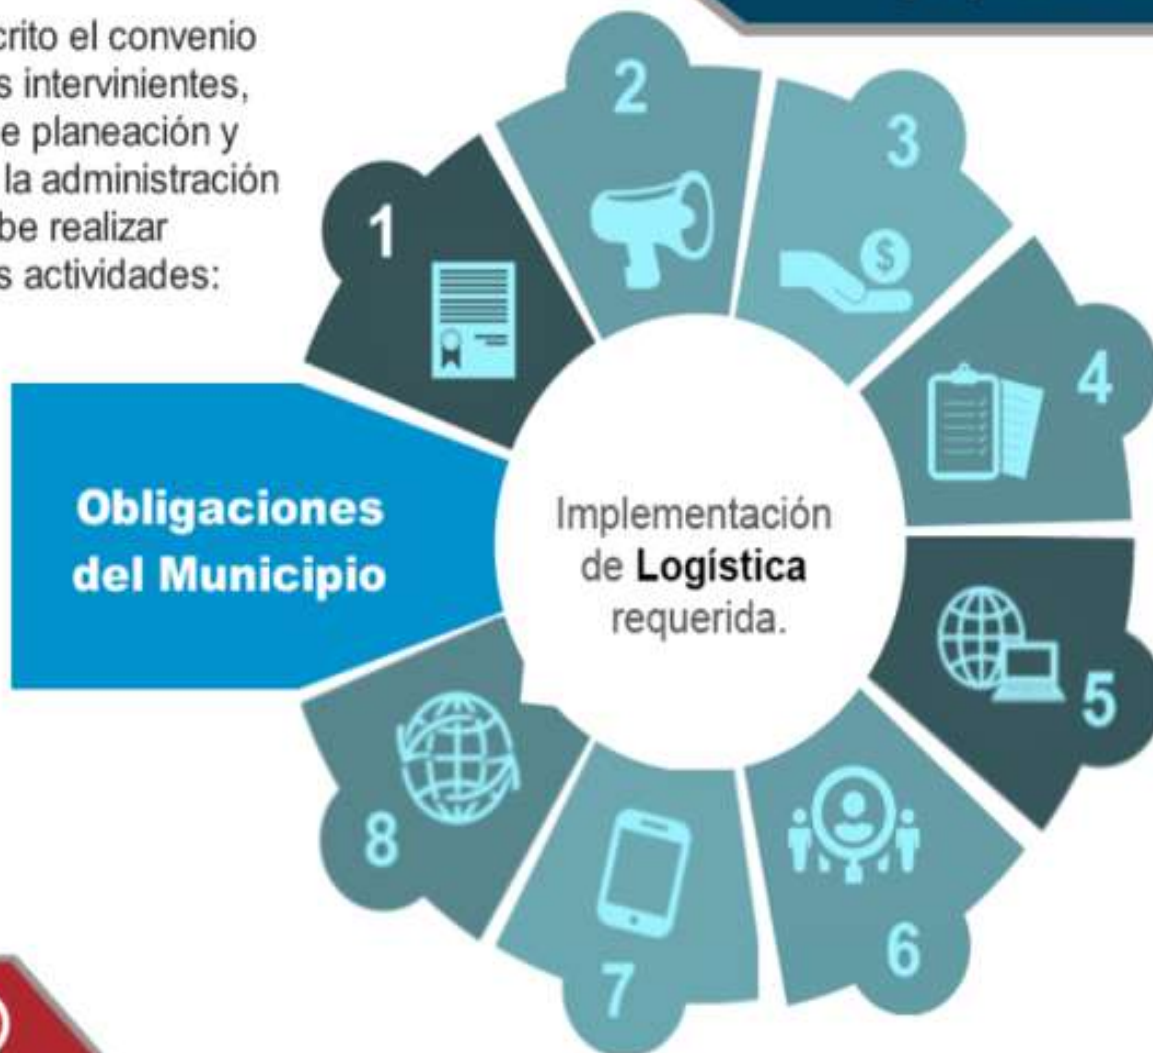 crito el convenio
s intervinientes,
e planeación y
la administración
be realizar
s actividades:
1
2
3
$
4
5
6
7
8
Obligaciones
del Municipio
Implementación
de Logística
requerida.